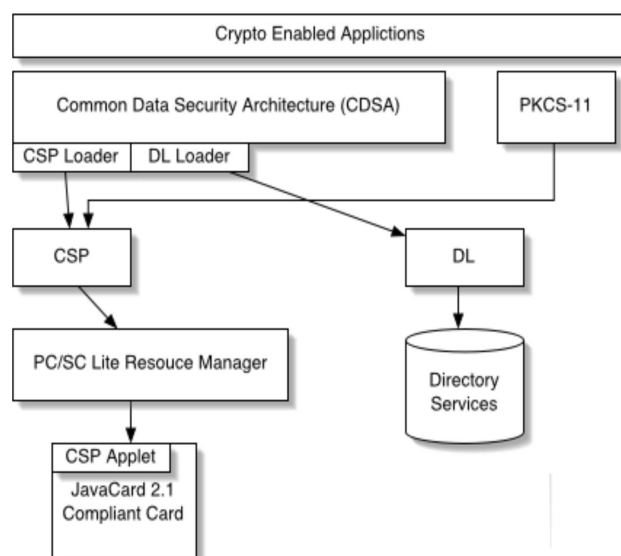 Crypto Enabled Applictions
Common Data Security Architecture (CDSA)
PKCS-11
CSP Loader
DL Loader
CSP
DL
PC/SC Lite Resouce Manager
Directory
Services
CSP Applet
JavaCard 2.1
Compliant Card